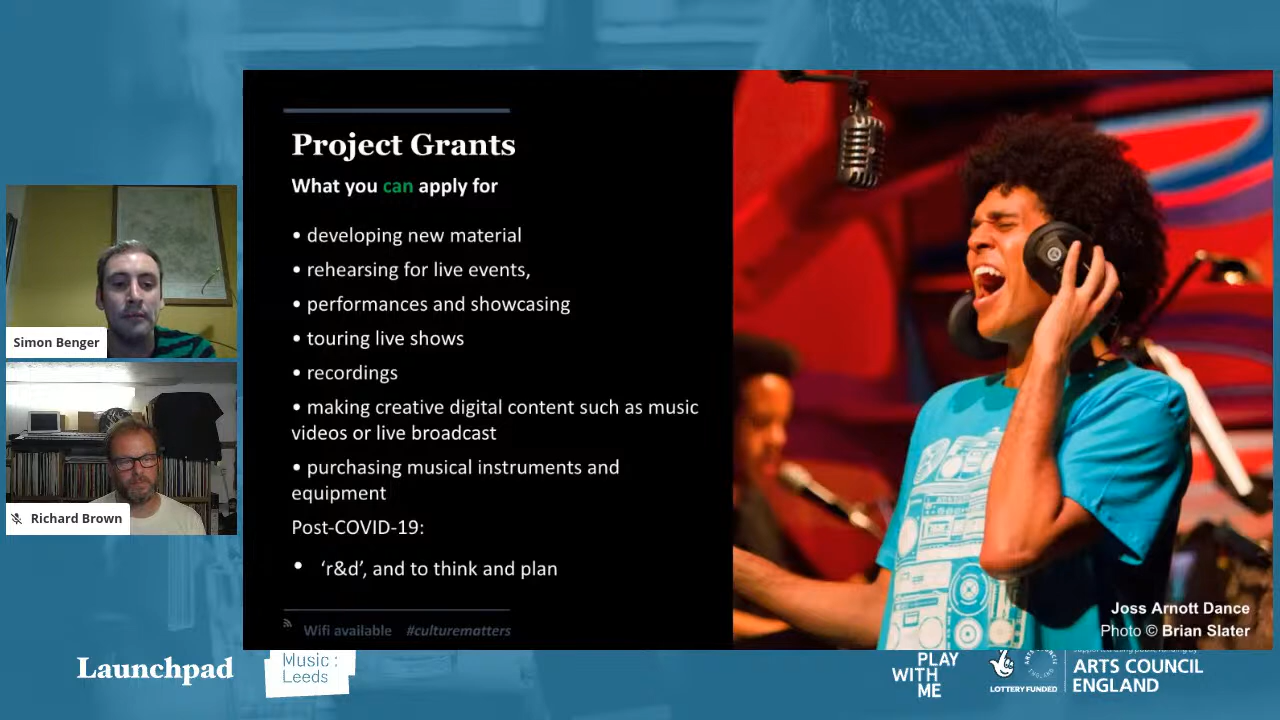 Project Grants
What you can apply for
• developing new material
• rehearsing for live events,
• performances and showcasing
• touring live shows
• recordings
• making creative digital content such as music
videos or live broadcast
• purchasing musical instruments and
equipment
Post-COVID-19:
• ‘r&d’, and to think and plan
Wifi available #culturematters
Joss Arnott Dance
Photo © Brian Slater
Simon Benger
Richard Brown
Launchpad
Music:
Leeds
PLAY
WITH
ME
LOTTERY FUNDED
ARTS COUNCIL
ENGLAND